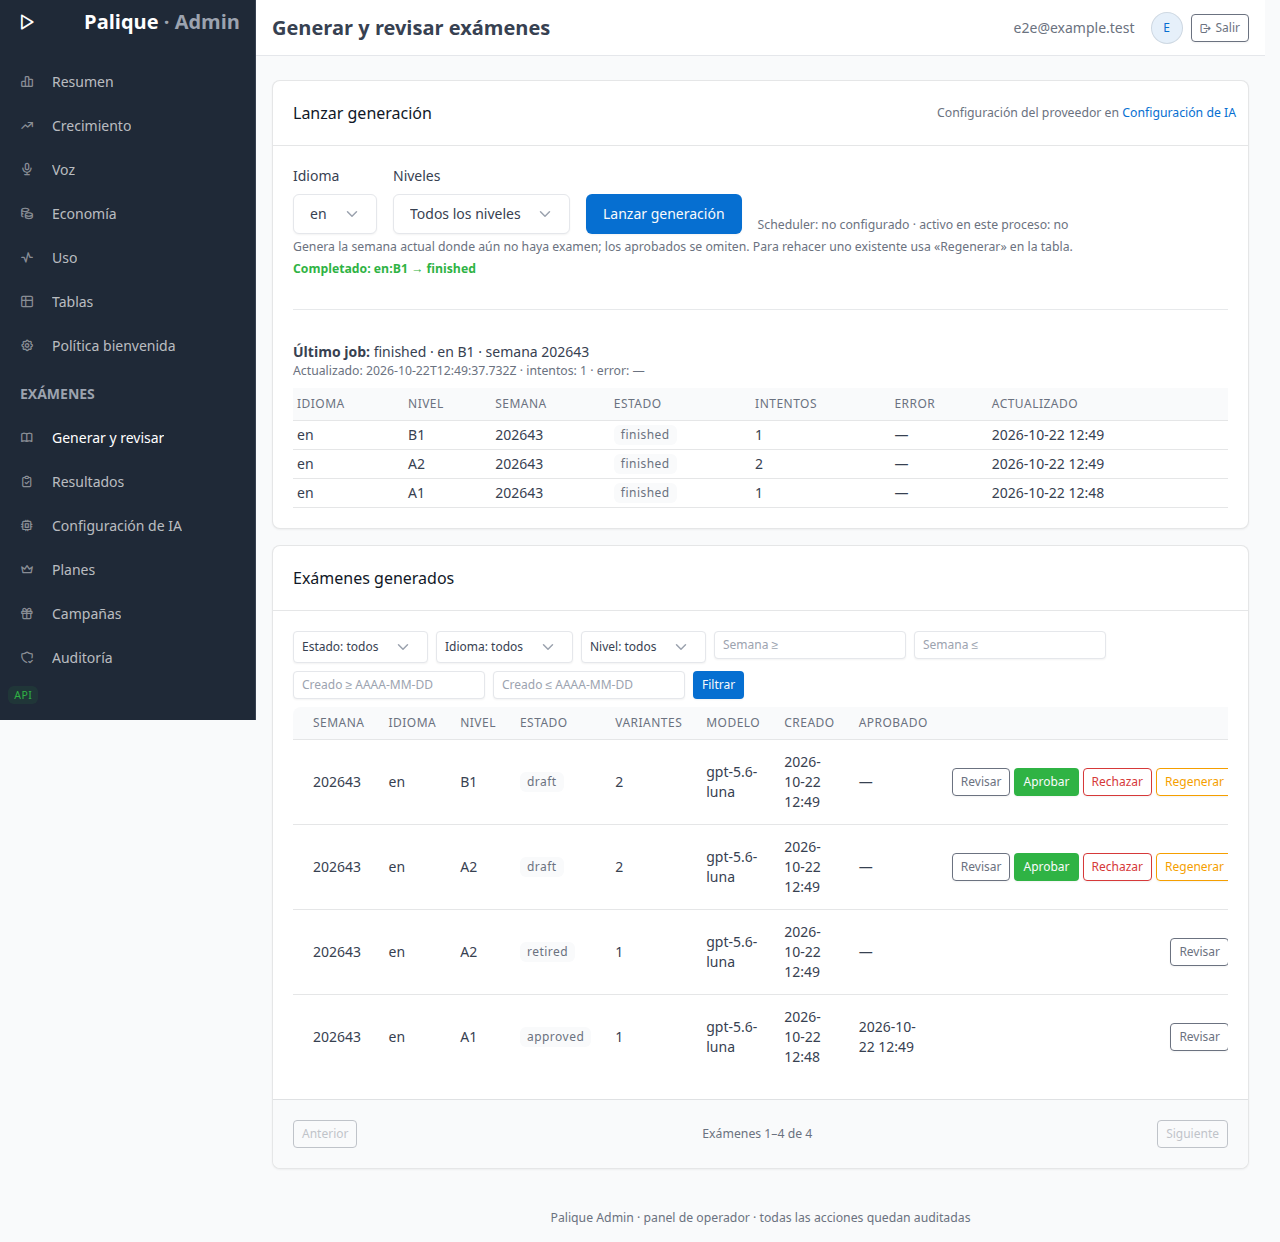 Palique · Admin
Resumen
Crecimiento
Voz
Economía
Uso
Tablas
Política bienvenida
EXÁMENES
Generar y revisar
Resultados
Configuración de IA
Planes
Campañas
Auditoría
API
Generar y revisar exámenes
e2e@example.test
E
Salir
Lanzar generación
Configuración del proveedor en Configuración de IA
Idioma
Niveles
en
Todos los niveles
Lanzar generación
Scheduler: no configurado · activo en este proceso: no
Genera la semana actual donde aún no haya examen; los aprobados se omiten. Para rehacer uno existente usa «Regenerar» en la tabla.
Completado: en:B1 → finished
Último job: finished · en B1 · semana 202643
Actualizado: 2026-10-22T12:49:37.732Z · intentos: 1 · error: —
IDIOMA NIVEL SEMANA ESTADO INTENTOS ERROR ACTUALIZADO
en B1 202643 finished 1 — 2026-10-22 12:49
en A2 202643 finished 2 — 2026-10-22 12:49
en A1 202643 finished 1 — 2026-10-22 12:48
Exámenes generados
Estado: todos Idioma: todos Nivel: todos Semana ≥ Semana ≤
Creado ≥ AAAA-MM-DD Creado ≤ AAAA-MM-DD Filtrar
SEMANA IDIOMA NIVEL ESTADO VARIANTES MODELO CREADO APROBADO
202643 en B1 draft 2 gpt-5.6-luna 2026-10-22 12:49 — Revisar Aprobar Rechazar Regenerar
202643 en A2 draft 2 gpt-5.6-luna 2026-10-22 12:49 — Revisar Aprobar Rechazar Regenerar
202643 en A2 retired 1 gpt-5.6-luna 2026-10-22 12:49 — Revisar
202643 en A1 approved 1 gpt-5.6-luna 2026-10-22 12:48 2026-10-22 12:49 Revisar
Anterior
Exámenes 1–4 de 4
Siguiente
Palique Admin · panel de operador · todas las acciones quedan auditadas